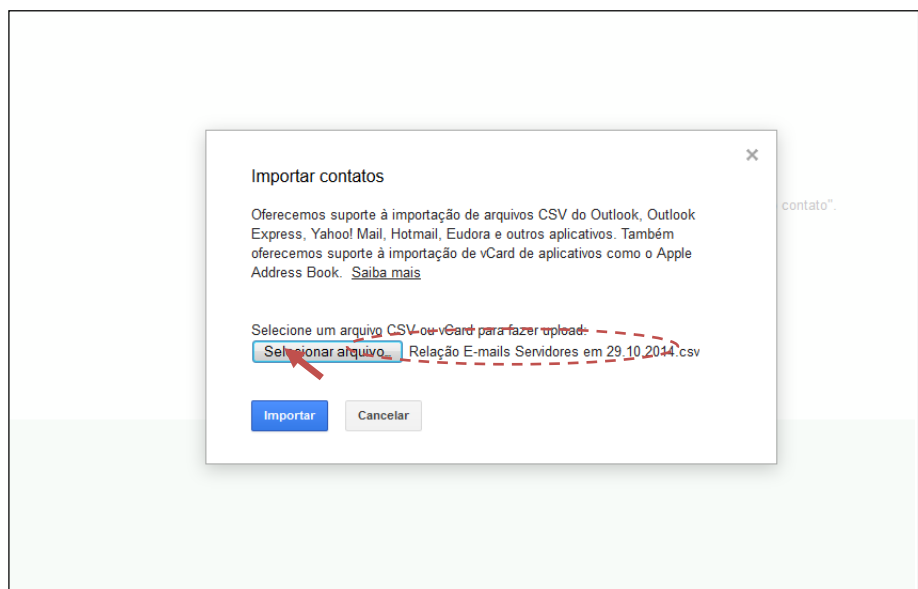 Importar contatos
contato".
Oferecemos suporte à importação de arquivos CSV do Outlook, Outlook
Express, Yahoo! Mail, Hotmail, Eudora e outros aplicativos. Também
oferecemos suporte à importação de vCard de aplicativos como o Apple
Address Book. Saiba mais
Selecione um arquivo CSV ou vCard para fazer upload:
Selecionar arquivo... Relação E-mails Servidores em 29.10.2014.csv
Importar Cancelar